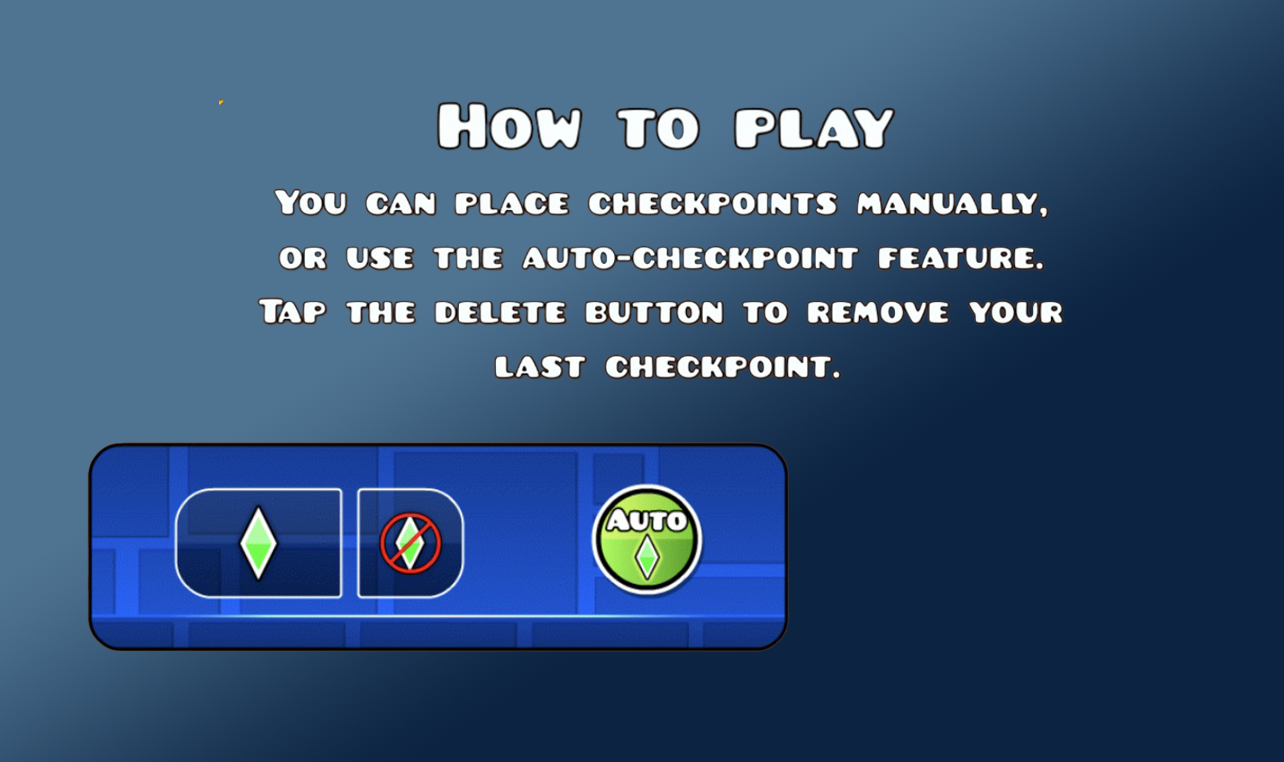 How to play
You can place checkpoints manually,
or use the auto-checkpoint feature.
Tap the delete button to remove your
last checkpoint.
Auto